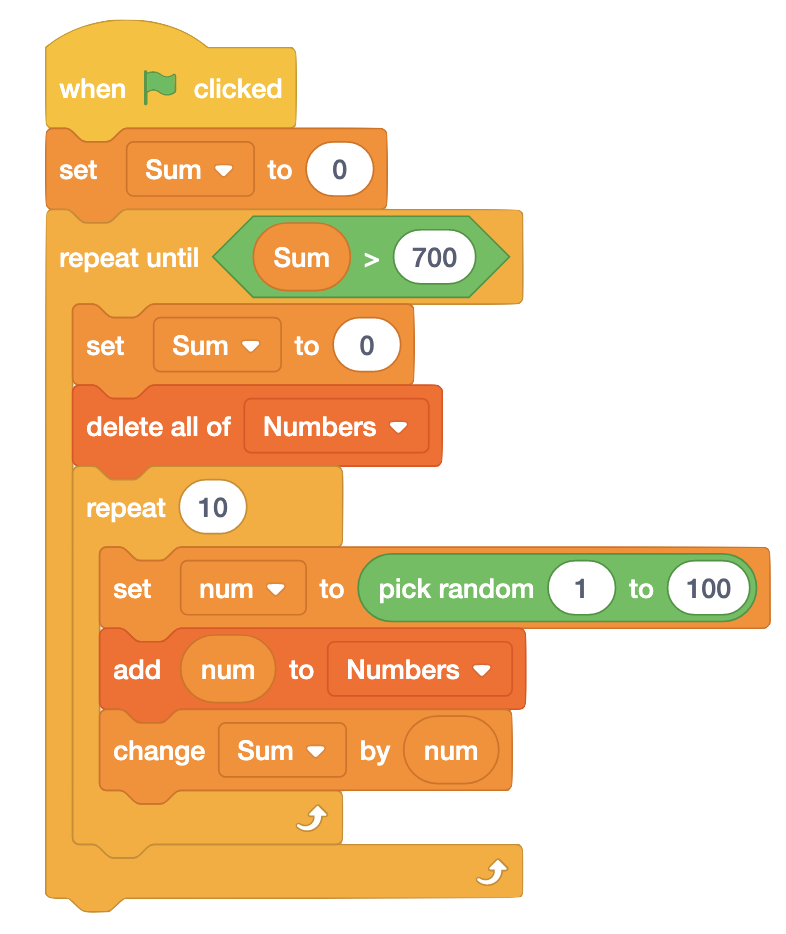 when clicked
set Sum to 0
repeat until Sum > 700
set Sum to 0
delete all of Numbers
repeat 10
set num to pick random 1 to 100
add num to Numbers
change Sum by num